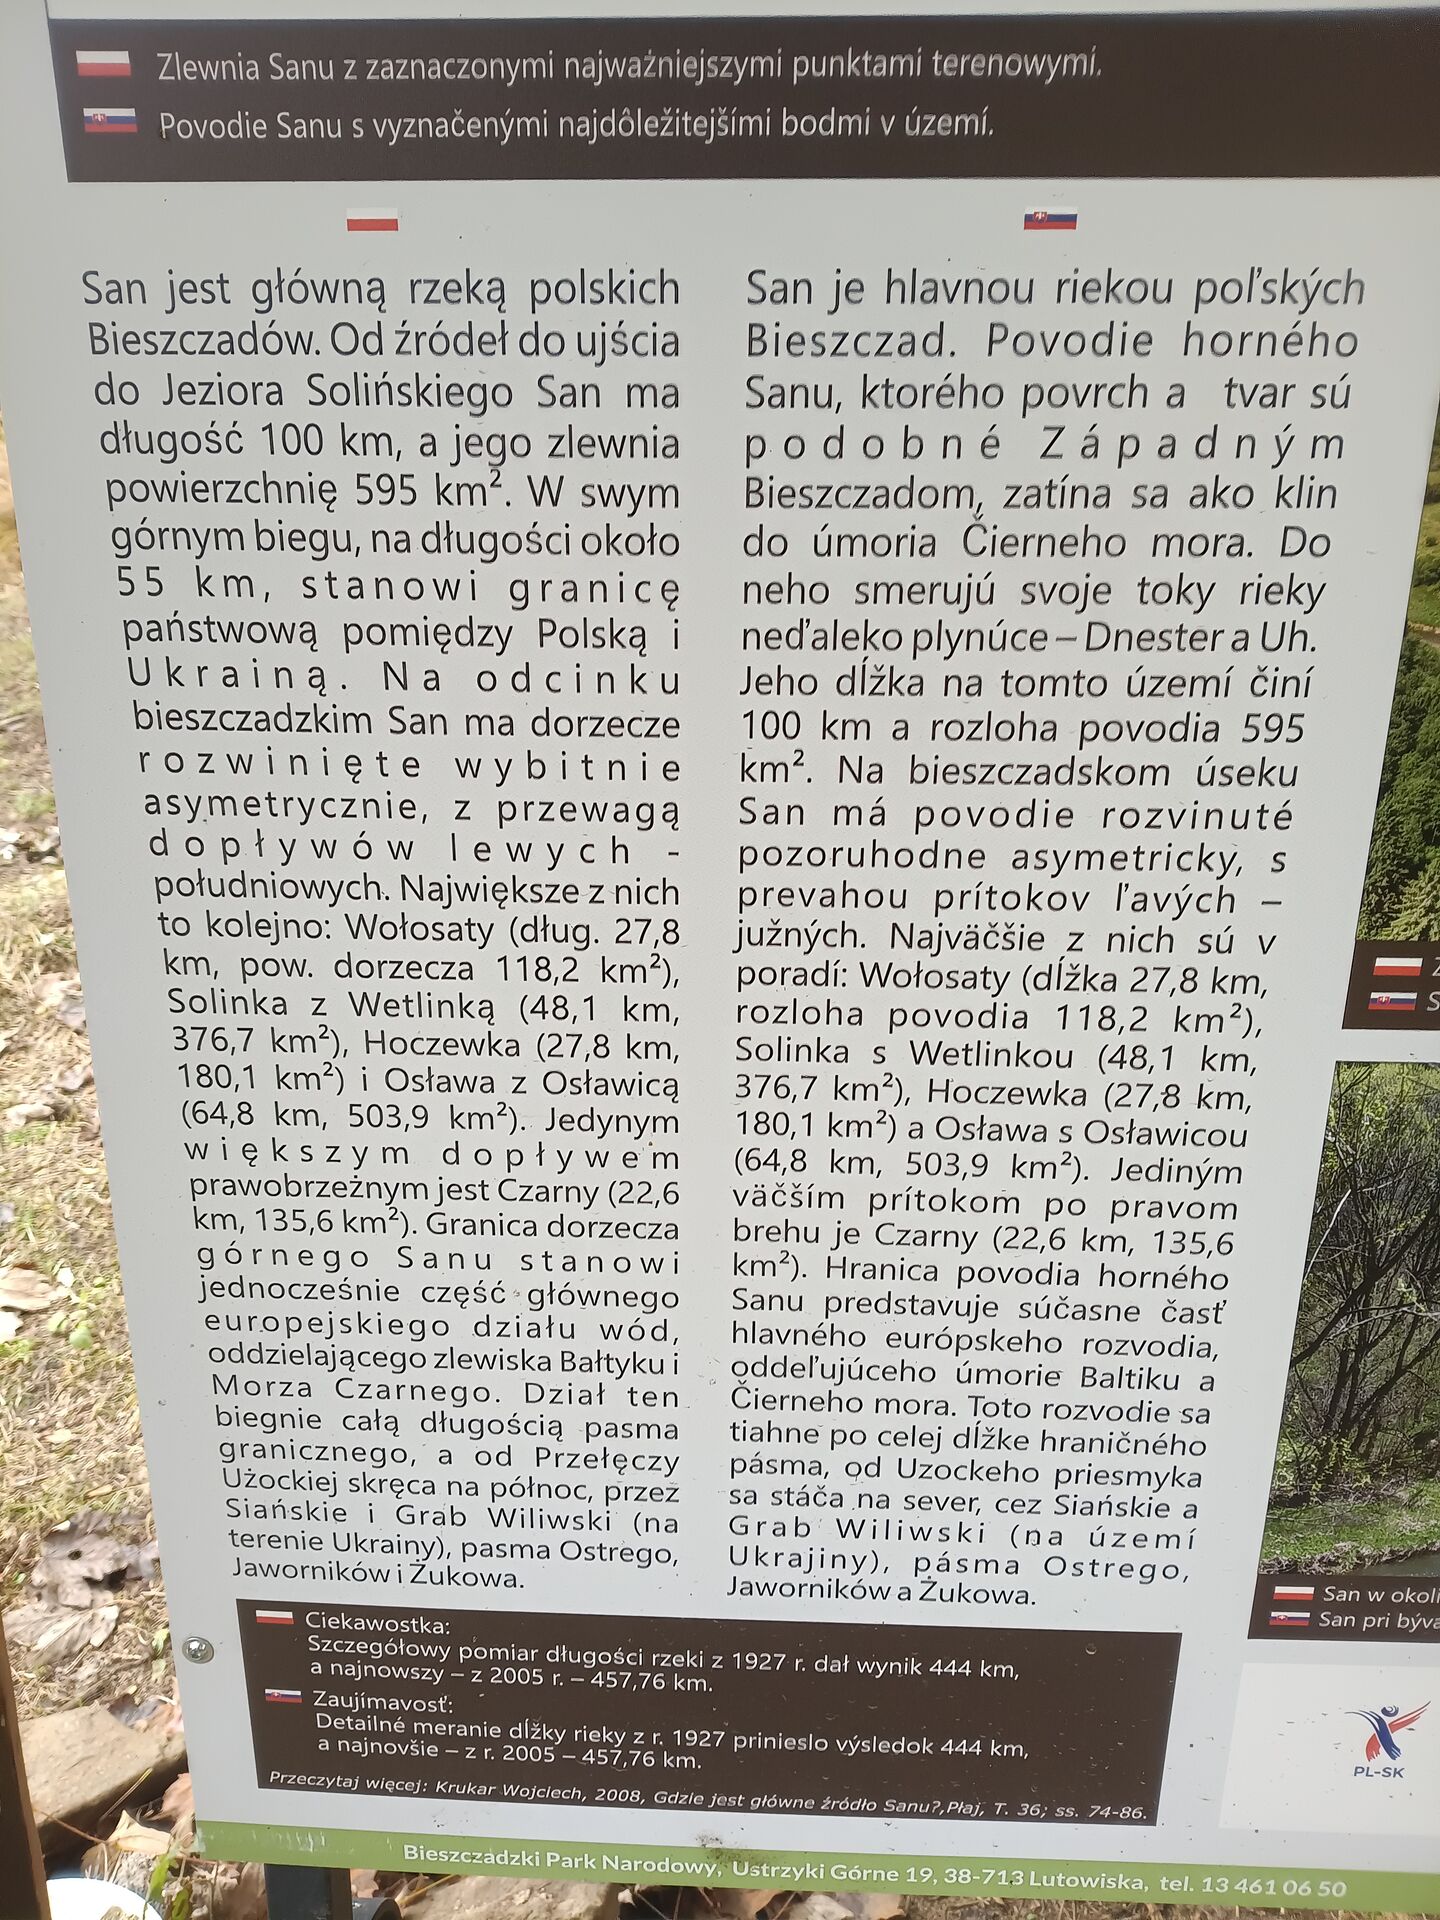 Zlewnia Sanu z zaznaczonymi najważniejszymi punktami terenowymi.
Povodie Sanu s vyznačenými najdôležitejšími bodmi v území.
San jest główną rzeką polskich
Bieszczadów. Od źródeł do ujścia
do Jeziora Solińskiego San ma
długość 100 km, a jego zlewnia
powierzchnię 595 km². W swym
górnym biegu, na długości około
55 km, stanowi granicę
państwową pomiędzy Polską i
Ukrainą. Na odcinku
bieszczadzkim San ma dorzecze
rozwinięte wybitnie
asymetrycznie, z przewagą
dopływów lewych -
południowych. Największe z nich
to kolejno: Wołosaty (dług. 27,8
km, pow. dorzecza 118,2 km²),
Solinka z Wetlinką (48,1 km,
376,7 km²), Hoczewka (27,8 km,
180,1 km²) i Osława z Osławicą
(64,8 km, 503,9 km²). Jedynym
większym dopływem
prawobrzeżnym jest Czarny (22,6
km, 135,6 km²). Granica dorzecza
górnego Sanu stanowi
jednocześnie część głównego
europejskiego działu wód,
oddzielającego zlewiska Bałtyku i
Morza Czarnego. Dział ten
biegnie całą długością pasma
granicznego, a od Przełęczy
Użockiej skręca na północ, przez
Siańskie i Grab Wiliwski (na
terenie Ukrainy), pasma Ostrego,
Jaworników i Żukowa.
San je hlavnou riekou poľských
Bieszczad. Povodie horného
Sanu, ktorého povrch a tvar sú
podobné Západným
Bieszczadom, zatína sa ako klin
do úmoria Čierneho mora. Do
neho smerujú svoje toky rieky
neďaleko plynúce – Dnester a Uh.
Jeho dĺžka na tomto území činí
100 km a rozloha povodia 595
km². Na bieszczadskom úseku
San má povodie rozvinuté
pozoruhodne asymetricky, s
prevahou prítokov ľavých –
južných. Najväčšie z nich sú v
poradí: Wołosaty (dĺžka 27,8 km,
rozloha povodia 118,2 km²),
Solinka s Wetlinkou (48,1 km,
376,7 km²), Hoczewka (27,8 km,
180,1 km²) a Osława s Osławicou
(64,8 km, 503,9 km²). Jediným
väčším prítokom po pravom
brehu je Czarny (22,6 km, 135,6
km²). Hranica povodia horného
Sanu predstavuje súčasne časť
hlavného európskeho rozvodia,
oddeľujúceho úmorie Baltiku a
Čierneho mora. Toto rozvodie sa
tiahne po celej dĺžke hraničného
pásma, od Uzockeho priesmyka
sa stáča na sever, cez Siańskie a
Grab Wiliwski (na území
Ukrajiny), pásma Ostrego,
Jaworników a Żukowa.
Ciekawostka:
Szczegółowy pomiar długości rzeki z 1927 r. dał wynik 444 km,
a najnowszy – z 2005 r. – 457,76 km.
Zaujímavosť:
Detailné meranie dĺžky rieky z r. 1927 prinieslo výsledok 444 km,
a najnovšie – z r. 2005 – 457,76 km.
Przeczytaj więcej: Krukar Wojciech, 2008, Gdzie jest główne źródło Sanu?,Płaj, T. 36; ss. 74-86.
San w okoli
San pri býva
PL-SK
Bieszczadzki Park Narodowy, Ustrzyki Górne 19, 38-713 Lutowiska, tel. 13 461 06 50